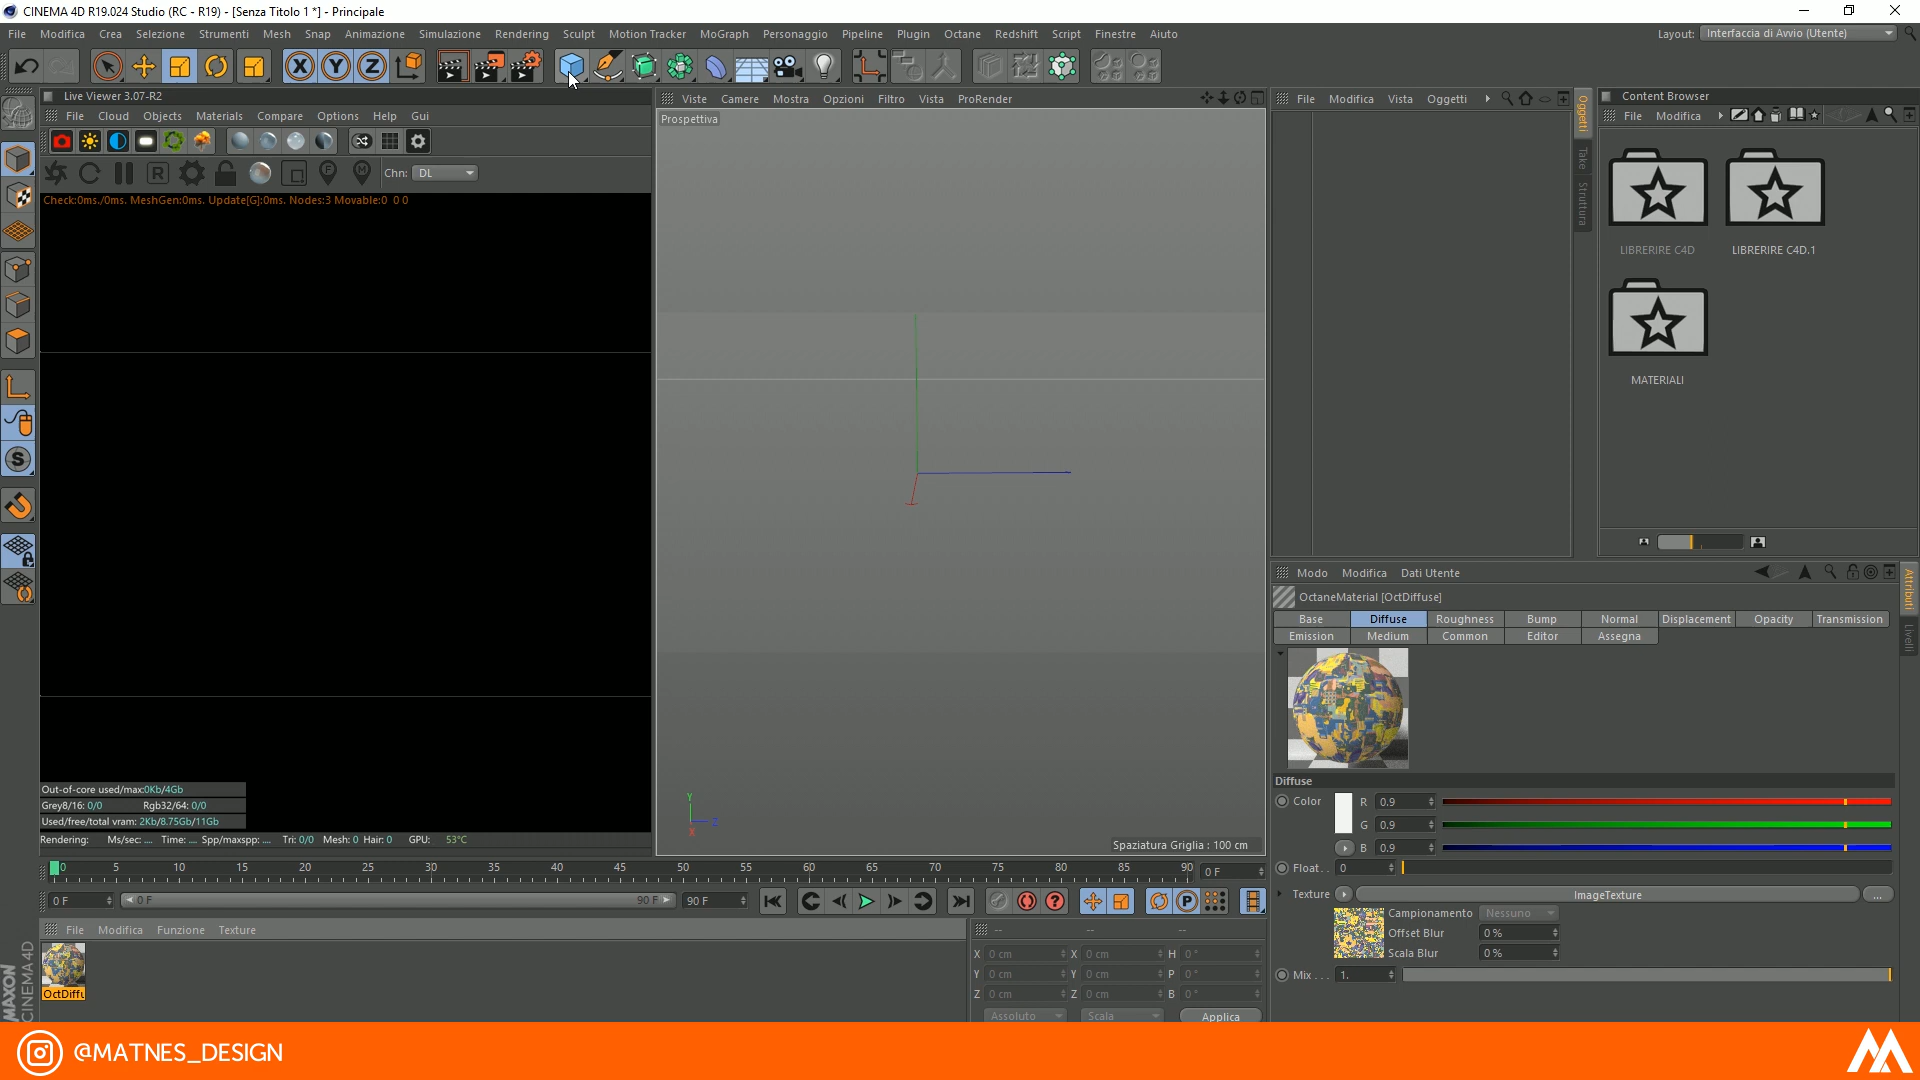 CINEMA 4D R19.024 Studio (RC - R19) - [Senza Titolo 1 *] - Principale
File Modifica Crea Selezione Strumenti Mesh Snap Animazione Simulazione Rendering Sculpt Motion Tracker MoGraph Personaggio Pipeline Plugin Octane Redshift Script Finestre Aiuto Layout: Interfaccia di Avvio (Utente)
X Y Z
Live Viewer 3.07-R2
File Cloud Objects Materials Compare Options Help Gui
R F M Chn: DL
Check:0ms./0ms. MeshGen:0ms. Update[G]:0ms. Nodes:3 Movable:0 0 0
Out-of-core used/max:0Kb/4Gb
Grey8/16: 0/0 Rgb32/64: 0/0
Used/free/total vram: 2Kb/8.75Gb/11Gb
Rendering: Ms/sec: .... Time: .... Spp/maxspp: .... Tri: 0/0 Mesh: 0 Hair: 0 GPU: 53°C
Viste Camere Mostra Opzioni Filtro Vista ProRender
Prospettiva
Y
Z
X
Spaziatura Griglia : 100 cm
File Modifica Vista Oggetti
Oggetti
Take
Struttura
Content Browser
File Modifica
LIBRERIRE C4D LIBRERIRE C4D.1
MATERIALI
Modo Modifica Dati Utente
Attributi
Livelli
OctaneMaterial [OctDiffuse]
Base Diffuse Roughness Bump Normal Displacement Opacity Transmission
Emission Medium Common Editor Assegna
Diffuse
Color R 0.9
G 0.9
B 0.9
Float. . 0
Texture ImageTexture ...
Campionamento Nessuno
Offset Blur 0 %
Scala Blur 0 %
Mix . . . 1.
0 5 10 15 20 25 30 35 40 45 50 55 60 65 70 75 80 85 90 0 F
0 F 0 F 90 F 90 F P
File Modifica Funzione Texture
OctDiffu
-- -- --
X 0 cm X 0 cm H 0 °
Y 0 cm Y 0 cm P 0 °
Z 0 cm Z 0 cm B 0 °
Assoluto Scala Applica
MAXON
CINEMA 4D
@MATNES_DESIGN